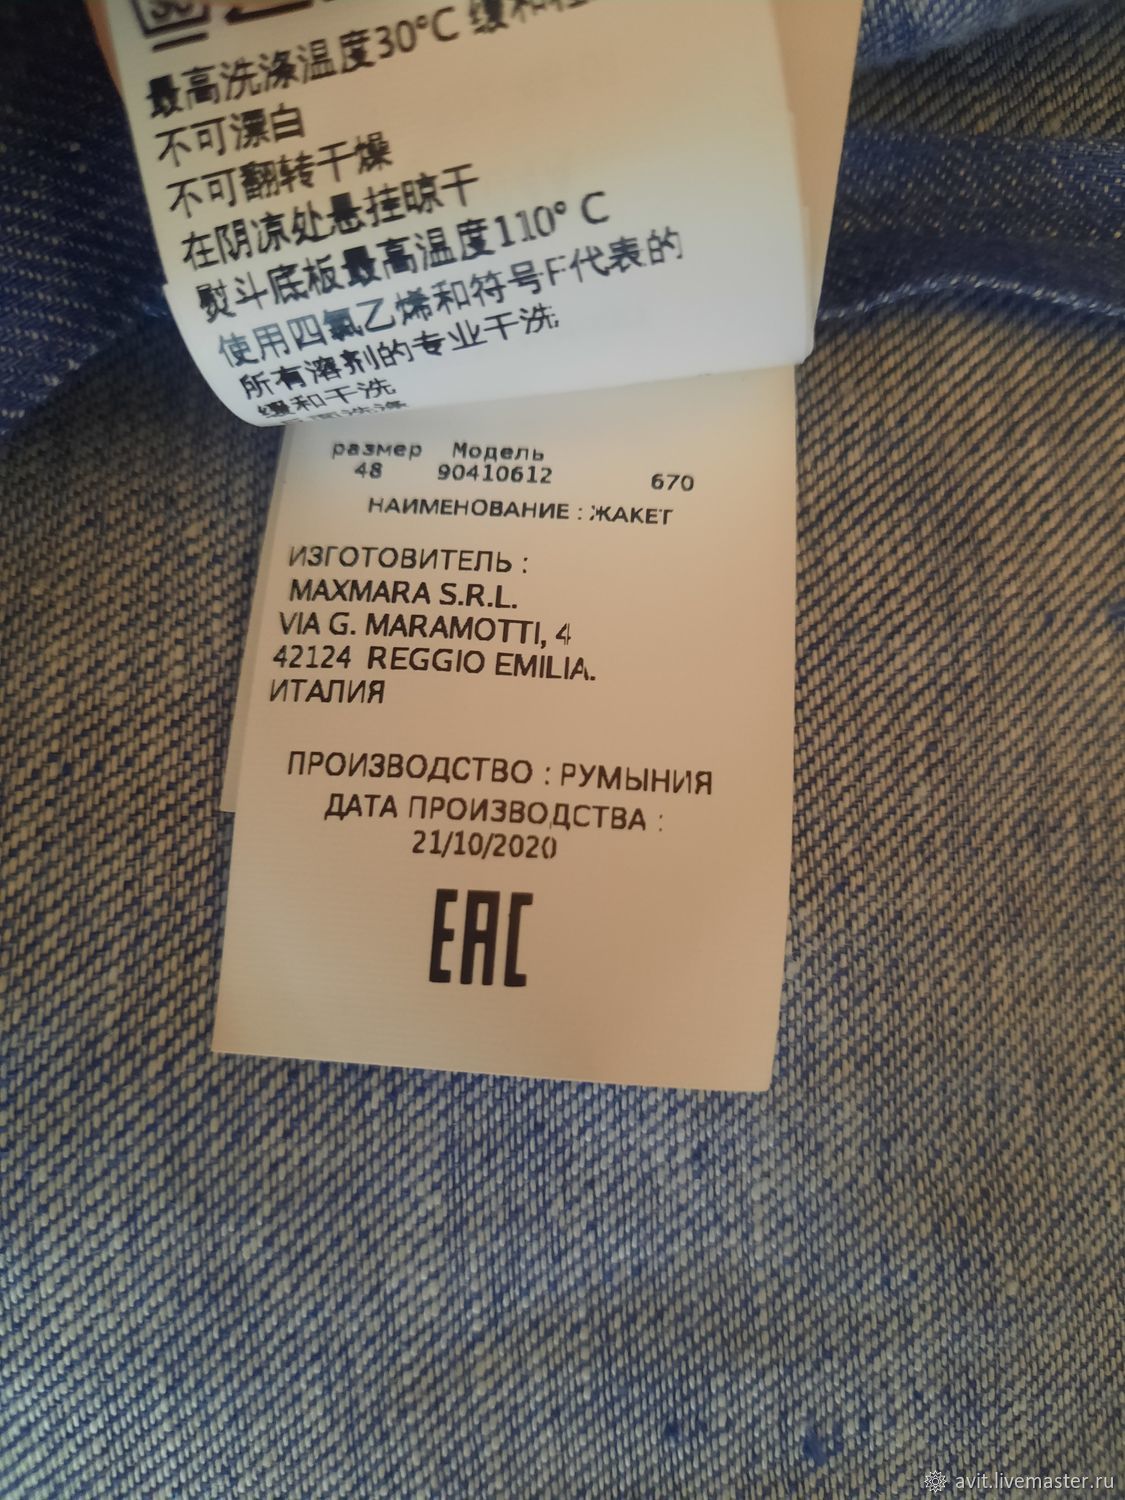 30
最高洗涤温度30°C 缓和
不可漂白
不可翻转干燥
在阴凉处悬挂晾干
熨斗底板最高温度110° C
使用四氯乙烯和符号F代表的
所有溶剂的专业干洗
缓和干洗
размер Модель
48 90410612 670
НАИМЕНОВАНИЕ : ЖАКЕТ
ИЗГОТОВИТЕЛЬ :
MAXMARA S.R.L.
VIA G. MARAMOTTI, 4
42124 REGGIO EMILIA.
ИТАЛИЯ
ПРОИЗВОДСТВО : РУМЫНИЯ
ДАТА ПРОИЗВОДСТВА :
21/10/2020
EAC
avit.livemaster.ru